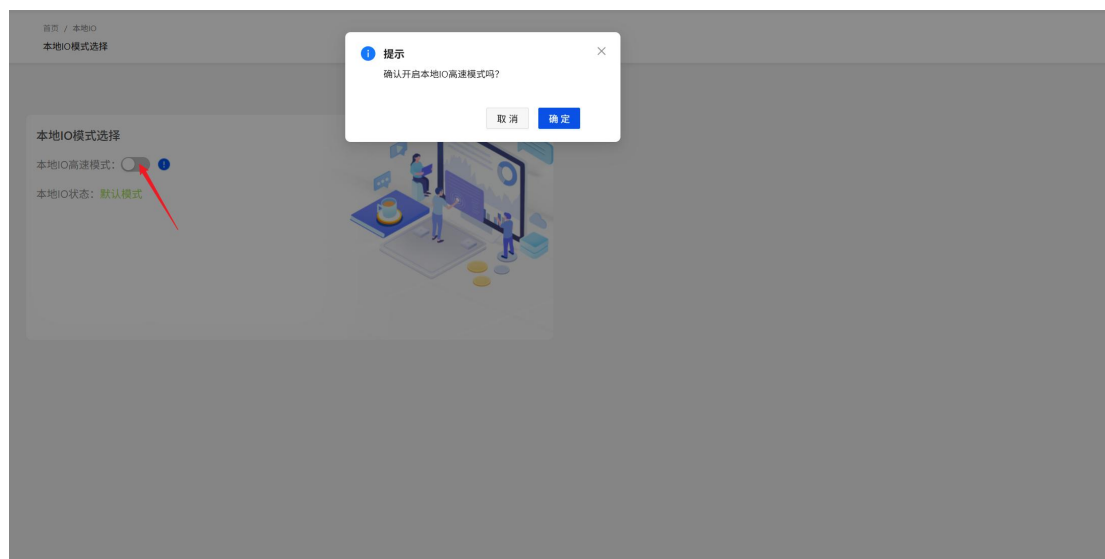 首页 / 本地IO
本地IO模式选择
提示
确认开启本地IO高速模式吗?
取 消
确 定
本地IO模式选择
本地IO高速模式:
本地IO状态: 默认模式